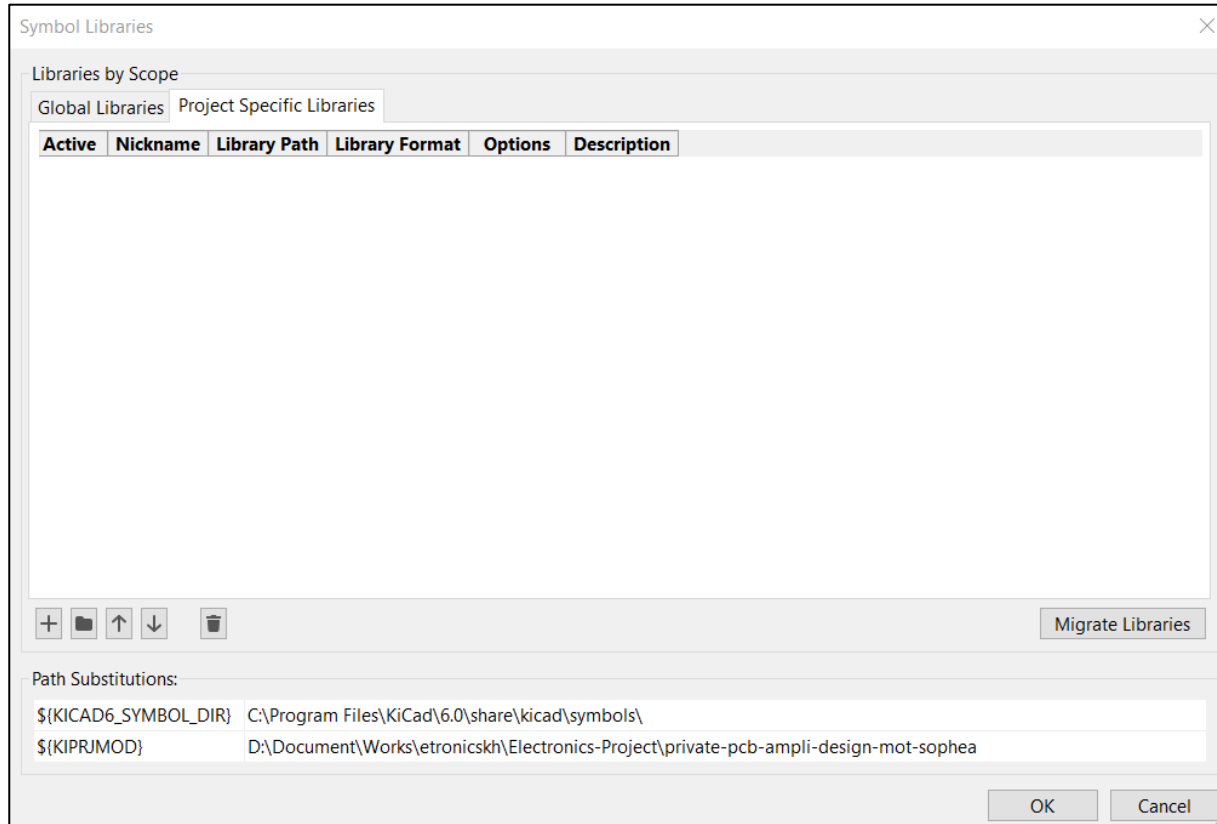 Symbol Libraries
Libraries by Scope
Global Libraries Project Specific Libraries
Active Nickname Library Path Library Format Options Description
Migrate Libraries
Path Substitutions:
${KICAD6_SYMBOL_DIR} C:\Program Files\KiCad\6.0\share\kicad\symbols\
${KIPRJMOD} D:\Document\Works\etronicskh\Electronics-Project\private-pcb-ampli-design-mot-sophea
OK Cancel